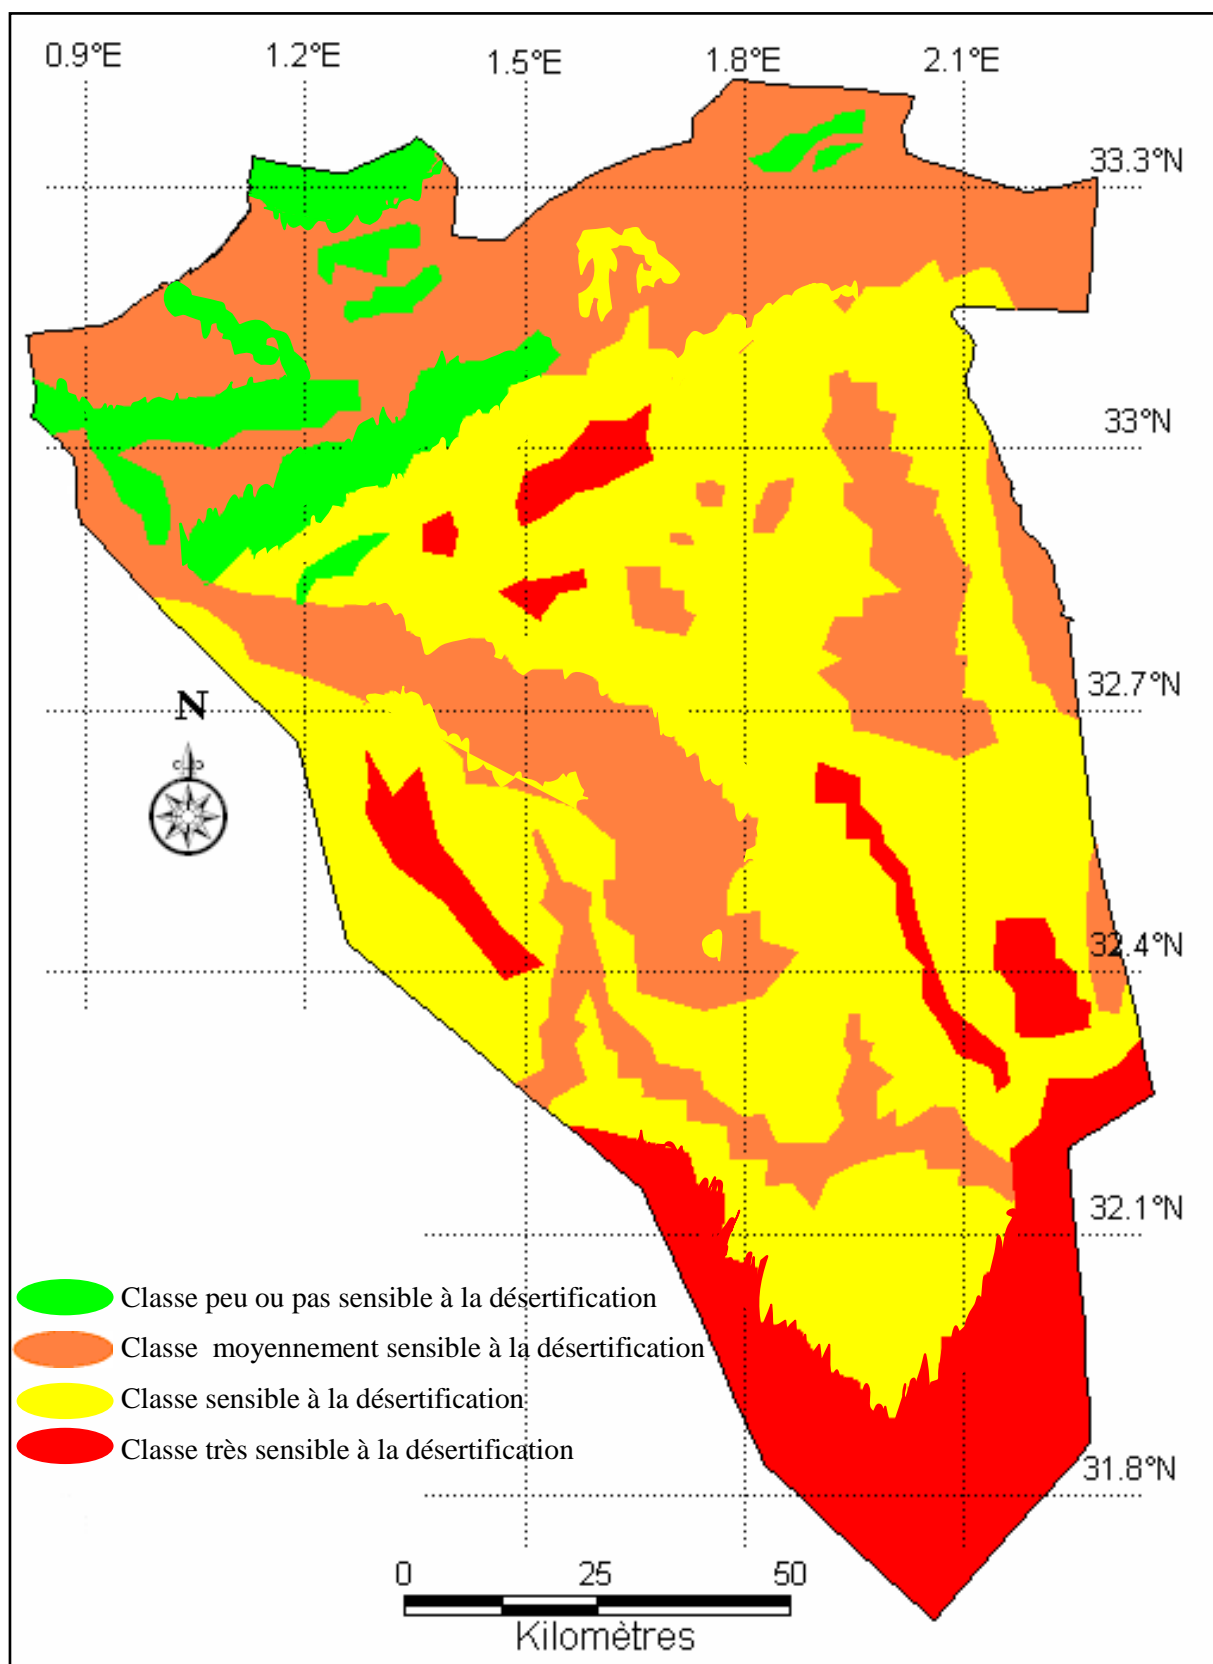 0.9°E 1.2°E 1.5°E 1.8°E 2.1°E
33.3°N
33°N
32.7°N
N
32.4°N
32.1°N
Classe peu ou pas sensible à la désertification
Classe moyennement sensible à la désertification
Classe sensible à la désertification
Classe très sensible à la désertification
31.8°N
0 25 50
Kilomètres